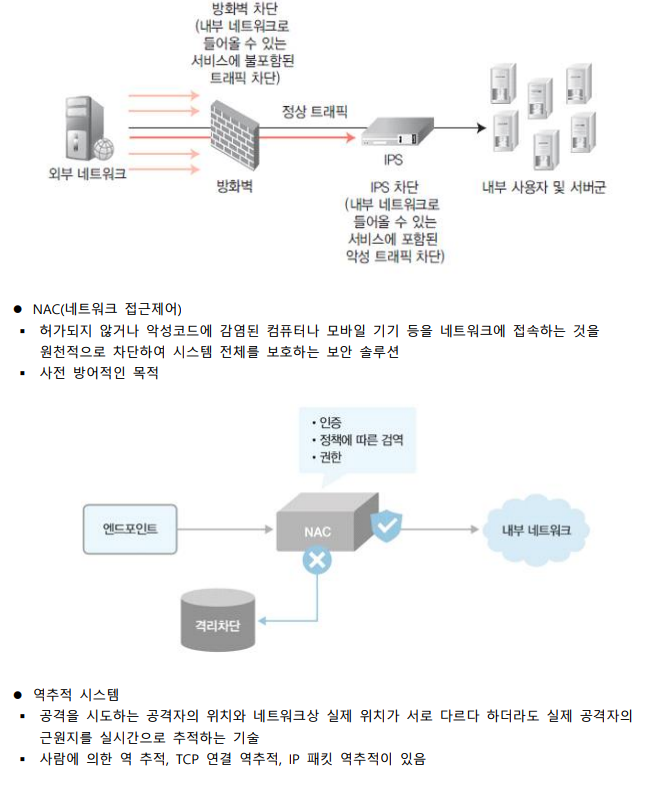 방화벽 차단
(내부 네트워크로
들어올 수 있는
서비스에 불포함된
트래픽 차단)
정상 트래픽
외부 네트워크
방화벽
IPS
내부 사용자 및 서버군
IPS 차단
(내부 네트워크로
들어올 수 있는
서비스에 포함된
악성 트래픽 차단)
● NAC(네트워크 접근제어)
▪ 허가되지 않거나 악성코드에 감염된 컴퓨터나 모바일 기기 등을 네트워크에 접속하는 것을
원천적으로 차단하여 시스템 전체를 보호하는 보안 솔루션
▪ 사전 방어적인 목적
• 인증
• 정책에 따른 검역
• 권한
엔드포인트
NAC
내부 네트워크
격리차단
● 역추적 시스템
▪ 공격을 시도하는 공격자의 위치와 네트워크상 실제 위치가 서로 다르다 하더라도 실제 공격자의
근원지를 실시간으로 추적하는 기술
▪ 사람에 의한 역 추적, TCP 연결 역추적, IP 패킷 역추적이 있음